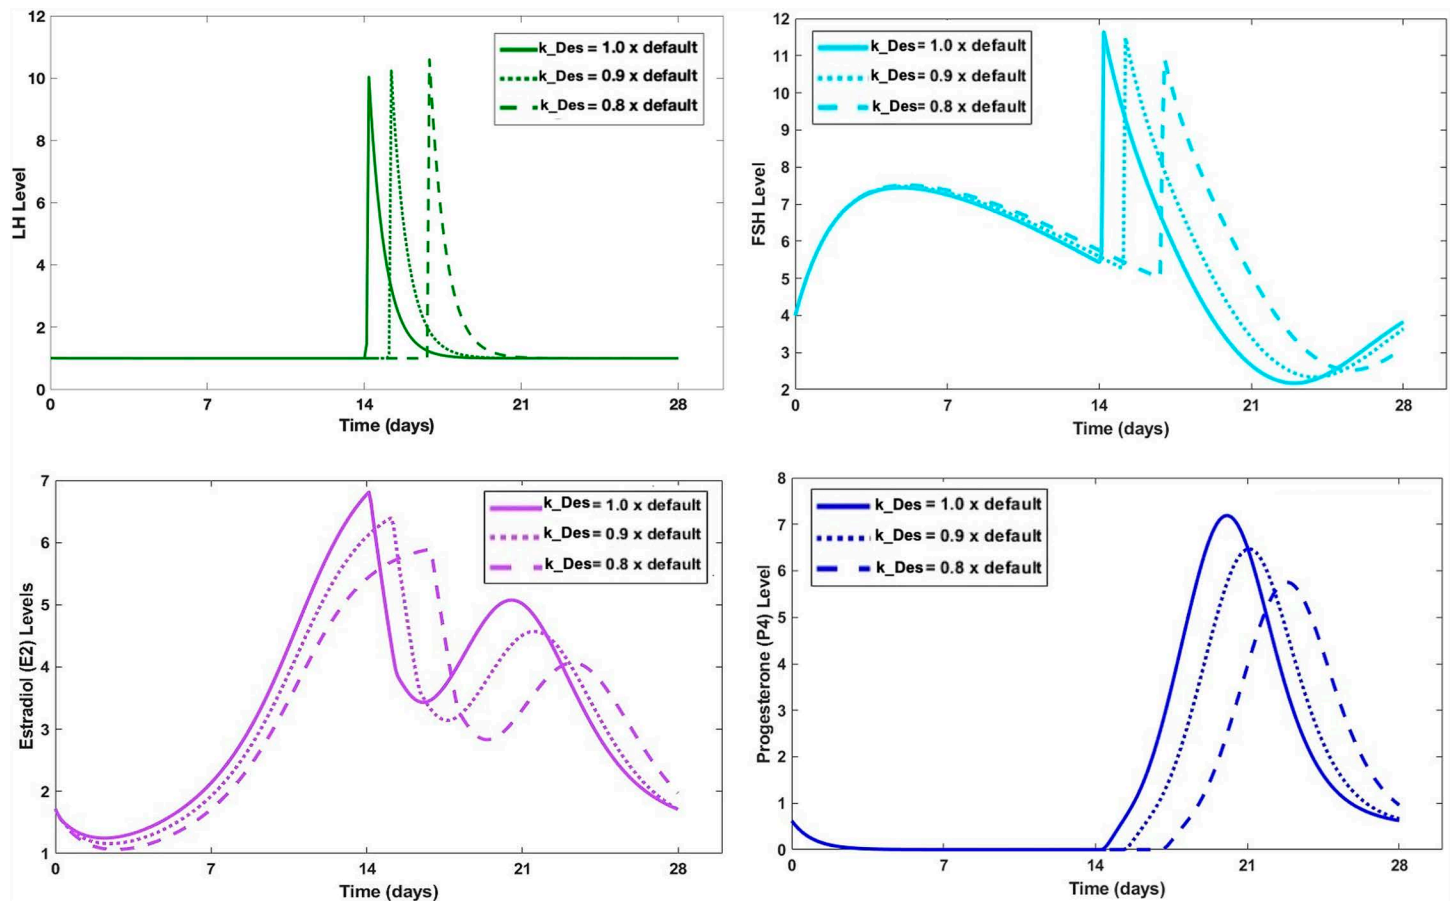 12
10
8
6
4
2
0
LH Level
k_Des = 1.0 x default
k_Des = 0.9 x default
k_Des = 0.8 x default
0 7 14 21 28
Time (days)
12
11
10
9
8
7
6
5
4
3
2
FSH Level
k_Des = 1.0 x default
k_Des= 0.9 x default
k_Des= 0.8 x default
0 7 14 21 28
Time (days)
7
6
5
4
3
2
1
Estradiol (E2) Levels
k_Des= 1.0 x default
k_Des= 0.9 x default
k_Des= 0.8 x default
0 7 14 21 28
Time (days)
8
7
6
5
4
3
2
1
0
Progesterone (P4) Level
k_Des= 1.0 x default
k_Des= 0.9 x default
k_Des= 0.8 x default
0 7 14 21 28
Time (days)